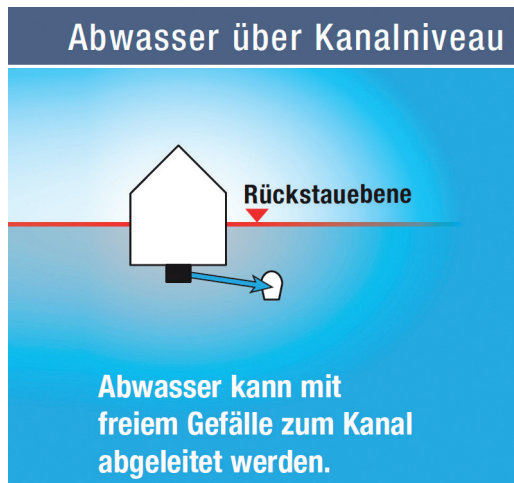 Abwasser über Kanalniveau
Rückstauebene
Abwasser kann mit
freiem Gefälle zum Kanal
abgeleitet werden.